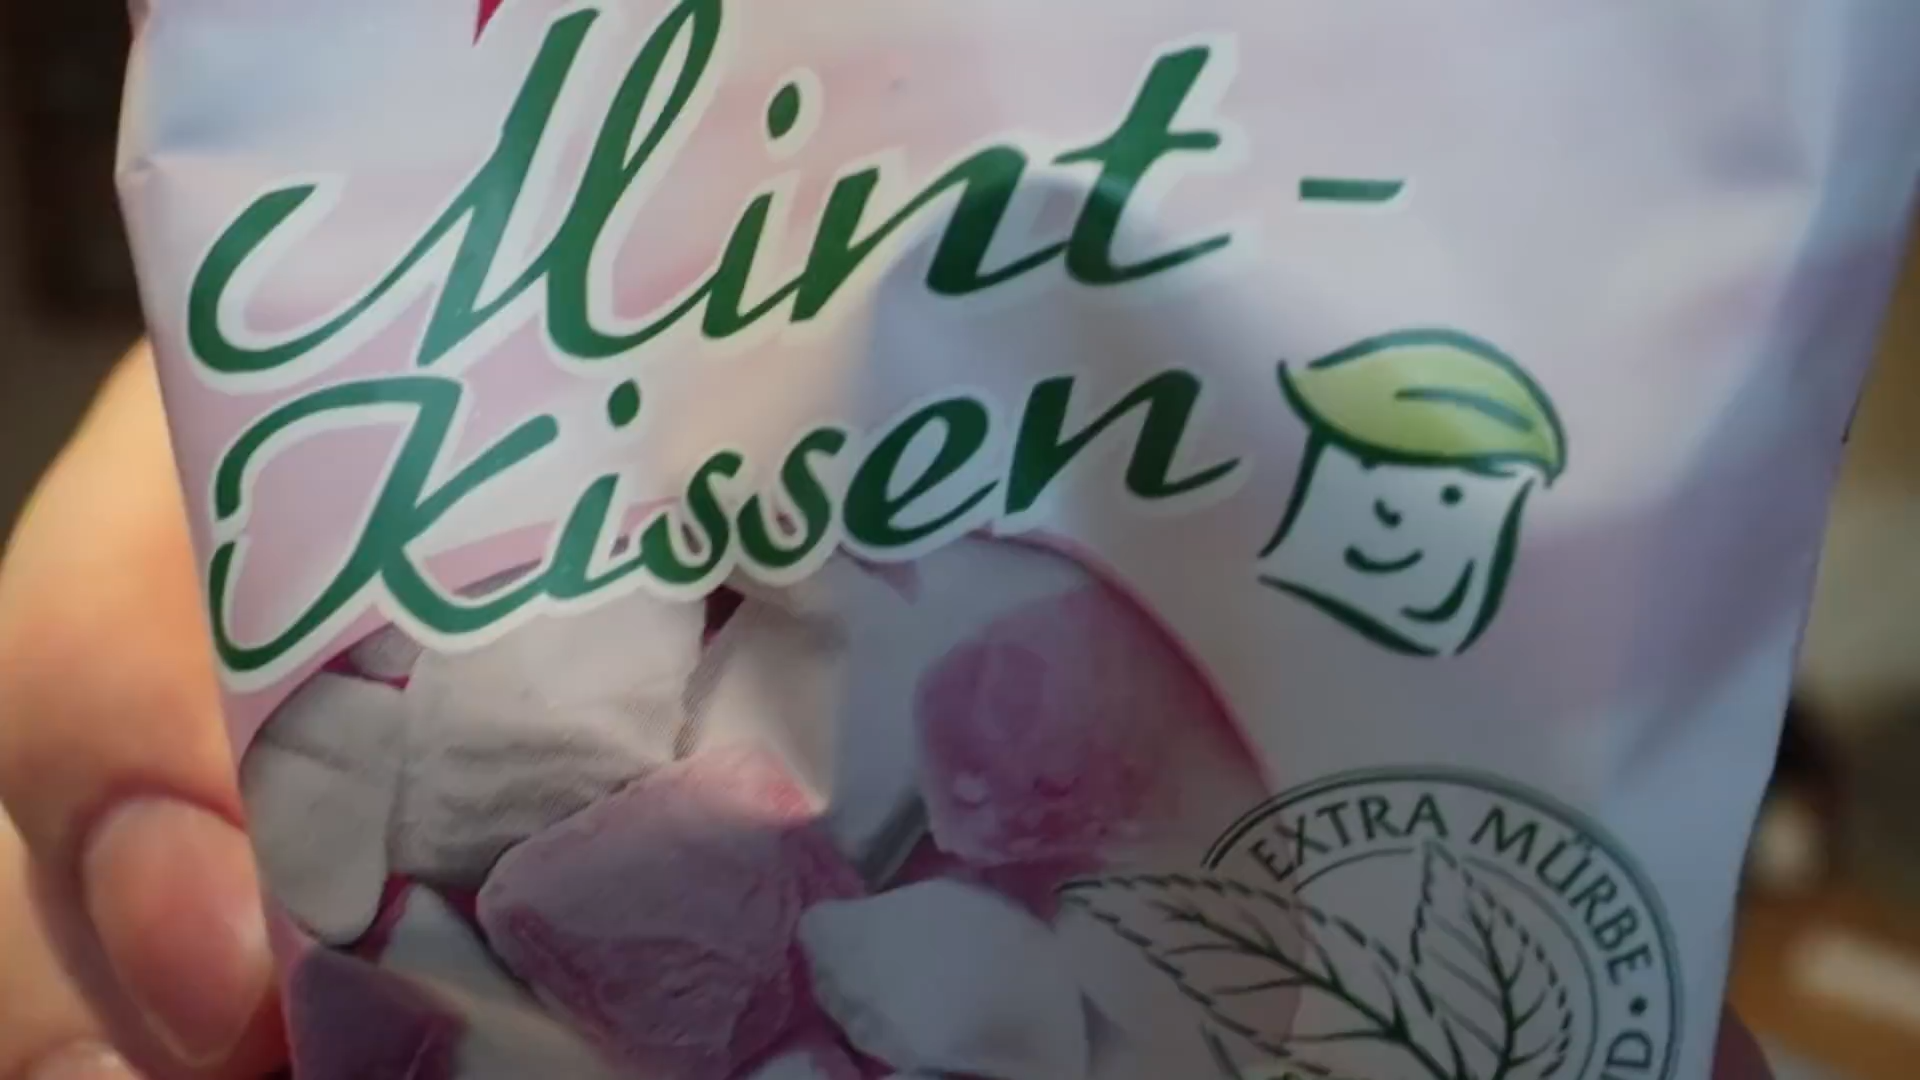 Mint-
Kissen
EXTRA MÜRBE •